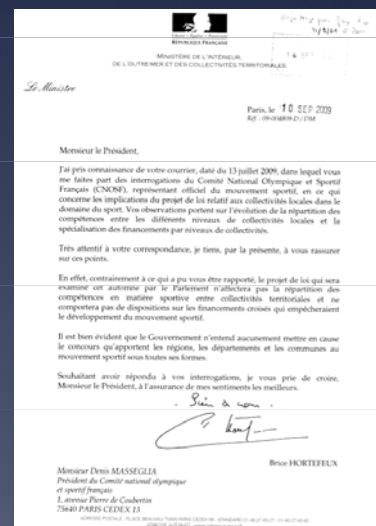 Liberté • Égalité • Fraternité
RÉPUBLIQUE FRANÇAISE
MINISTÈRE DE L'INTÉRIEUR,
DE L'OUTRE-MER ET DES COLLECTIVITÉS TERRITORIALES
Le Ministre
Paris, le 10 SEP 2009
Monsieur le Président,
J'ai pris connaissance de votre courrier, daté du 13 juillet 2009, dans lequel vous
me faites part des interrogations du Comité National Olympique et Sportif
Français (CNOSF), représentant officiel du mouvement sportif, en ce qui
concerne les implications du projet de loi relatif aux collectivités locales dans le
domaine du sport. Vos observations portent sur l'évolution de la répartition des
compétences entre les différents niveaux de collectivités locales et la
spécialisation des financements par niveaux de collectivités.
Très attentif à votre correspondance, je tiens, par la présente, à vous rassurer
sur ces points.
En effet, contrairement à ce qui a pu vous être rapporté, le projet de loi qui sera
examiné cet automne par le Parlement n'affectera pas la répartition des
compétences en matière sportive entre collectivités territoriales et ne
comportera pas de dispositions sur les financements croisés qui empêcheraient
le développement du mouvement sportif.
Il est bien évident que le Gouvernement n'entend aucunement mettre en cause
le concours qu'apportent les régions, les départements et les communes au
mouvement sportif sous toutes ses formes.
Souhaitant avoir répondu à vos interrogations, je vous prie de croire,
Monsieur le Président, à l'assurance de mes sentiments les meilleurs.
Bien à vous
Brice HORTEFEUX
Monsieur Denis MASSEGLIA
Président du Comité national olympique
et sportif français
1, avenue Pierre de Coubertin
75640 PARIS CEDEX 13